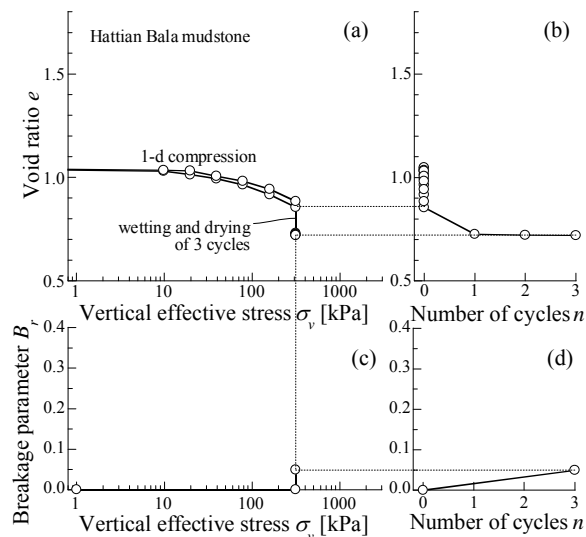 Hattian Bala mudstone
(a)
(b)
Void ratio e
1.5
1.0
0.5
1.5
1.0
0.5
1-d compression
wetting and drying
of 3 cycles
1 10 100 1000
0 1 2 3
Vertical effective stress σv [kPa]
Number of cycles n
Breakage parameter Br
0.4
0.3
0.2
0.1
0.0
0.4
0.3
0.2
0.1
0.0
(c)
(d)
1 10 100 1000
0 1 2 3
Vertical effective stress σv [kPa]
Number of cycles n